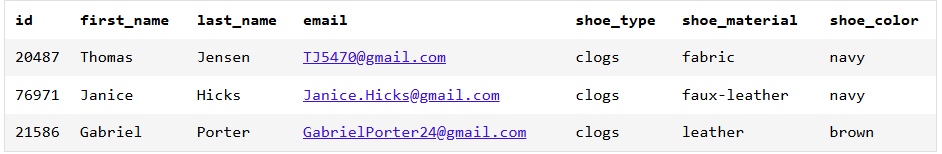 id first_name last_name email shoe_type shoe_material shoe_color
20487 Thomas Jensen TJ5470@gmail.com clogs fabric navy
76971 Janice Hicks Janice.Hicks@gmail.com clogs faux-leather navy
21586 Gabriel Porter GabrielPorter24@gmail.com clogs leather brown